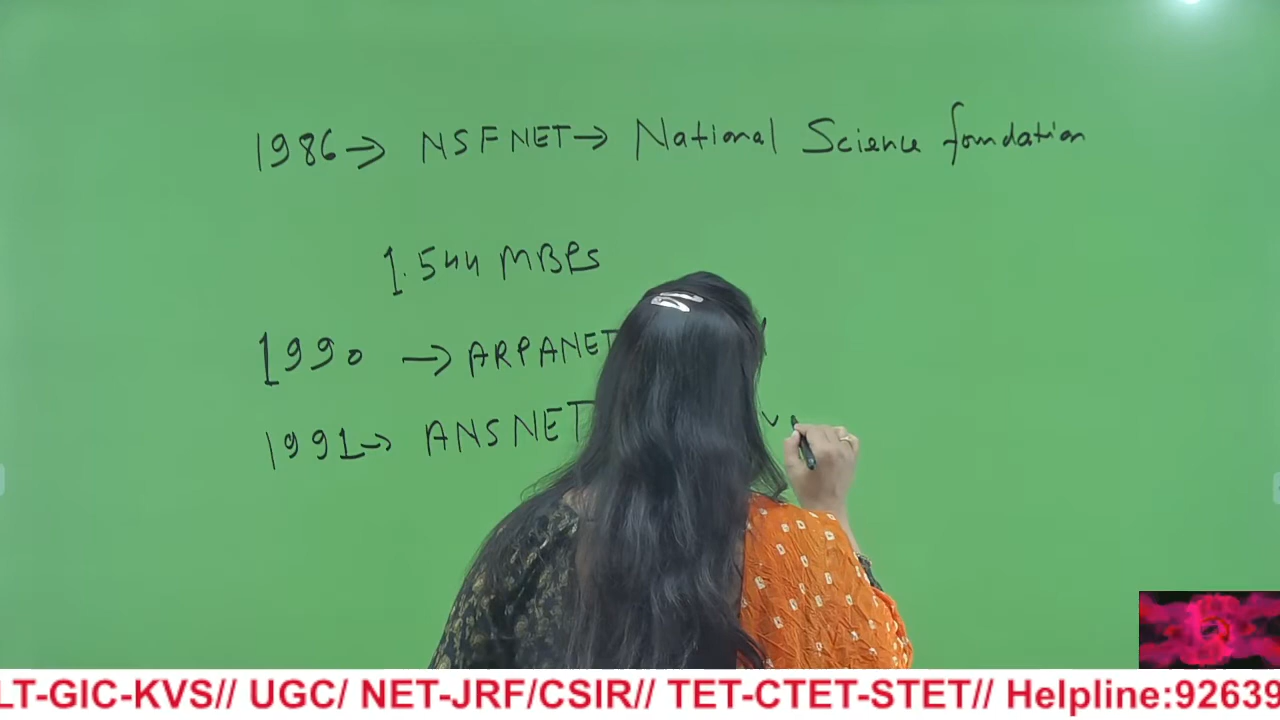 1986 → NSFNET → National Science foundation
1.544 MBPS
1990 → ARPANET
1991 → ANSNET
LT-GIC-KVS// UGC/ NET-JRF/CSIR// TET-CTET-STET// Helpline:92639